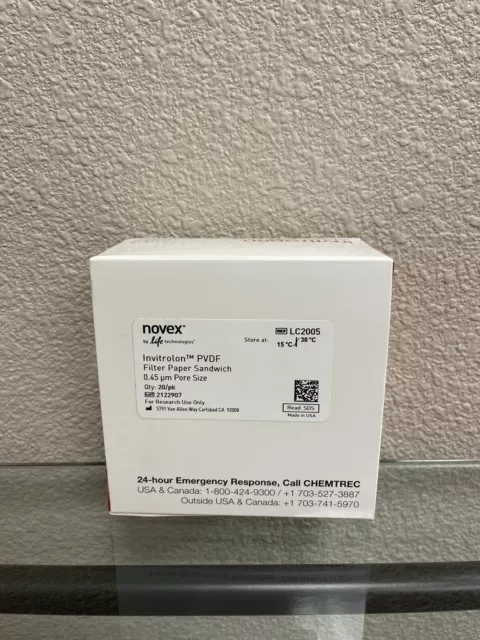 novex®
by life technologies™
REF LC2005
Store at: 15°C 30°C
Invitrolon™ PVDF
Filter Paper Sandwich
0.45 µm Pore Size
Qty: 20/pk
LOT 2122907
For Research Use Only
5791 Van Allen Way Carlsbad CA 92008
Read SDS
Made in USA
24-hour Emergency Response, Call CHEMTREC
USA & Canada: 1-800-424-9300 / +1 703-527-3887
Outside USA & Canada: +1 703-741-5970